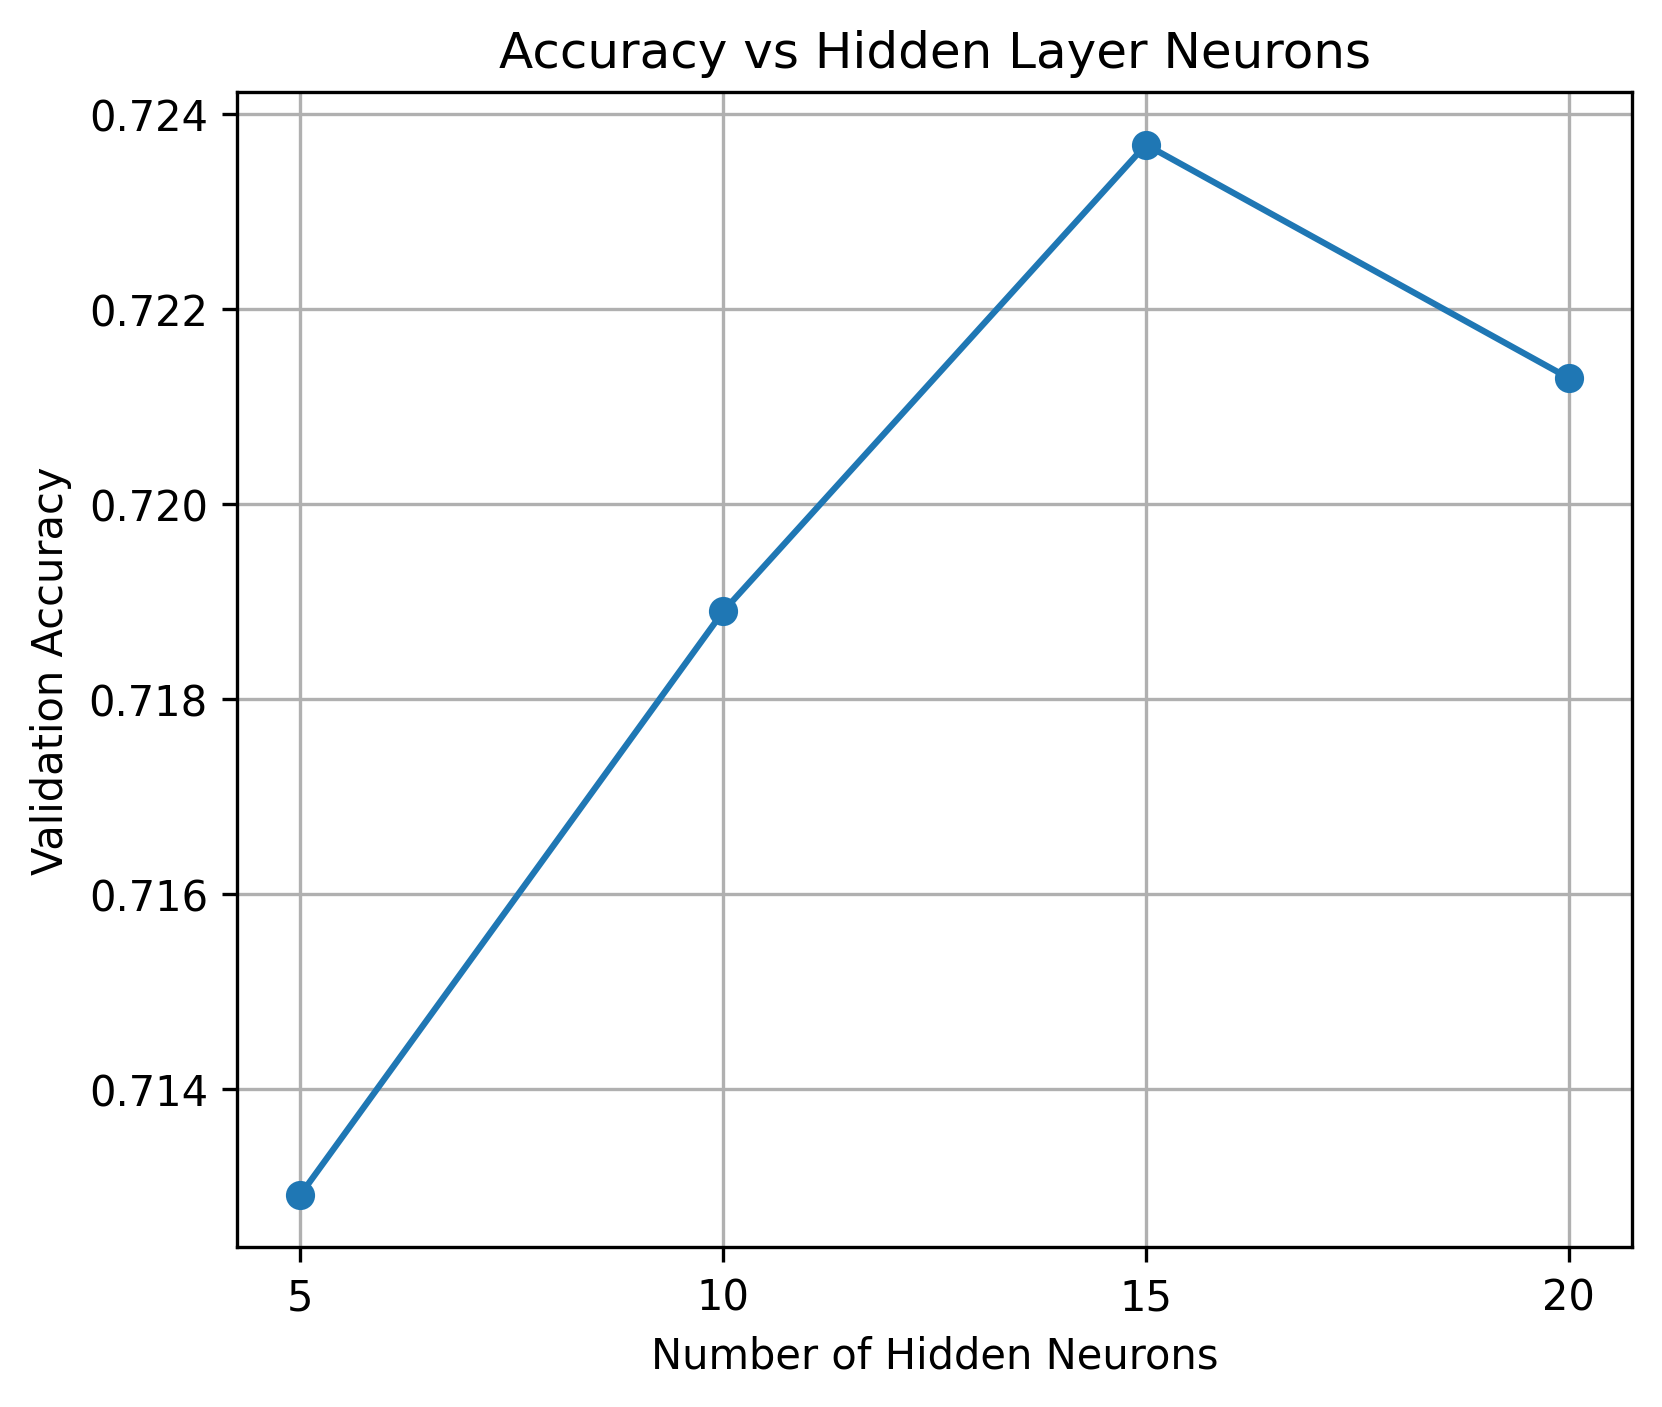 Accuracy vs Hidden Layer Neurons
0.724
0.722
0.720
0.718
0.716
0.714
Validation Accuracy
5 10 15 20
Number of Hidden Neurons